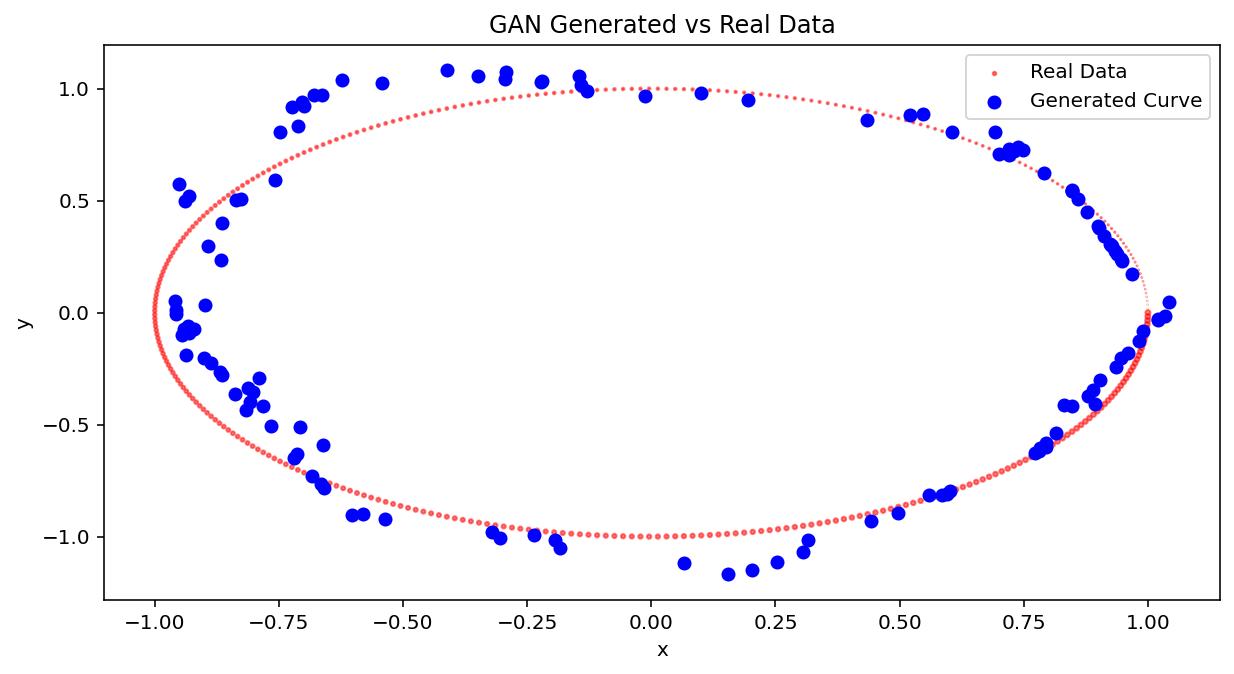 GAN Generated vs Real Data
Real Data
Generated Curve
y
1.0
0.5
0.0
−0.5
−1.0
−1.00 −0.75 −0.50 −0.25 0.00 0.25 0.50 0.75 1.00
x